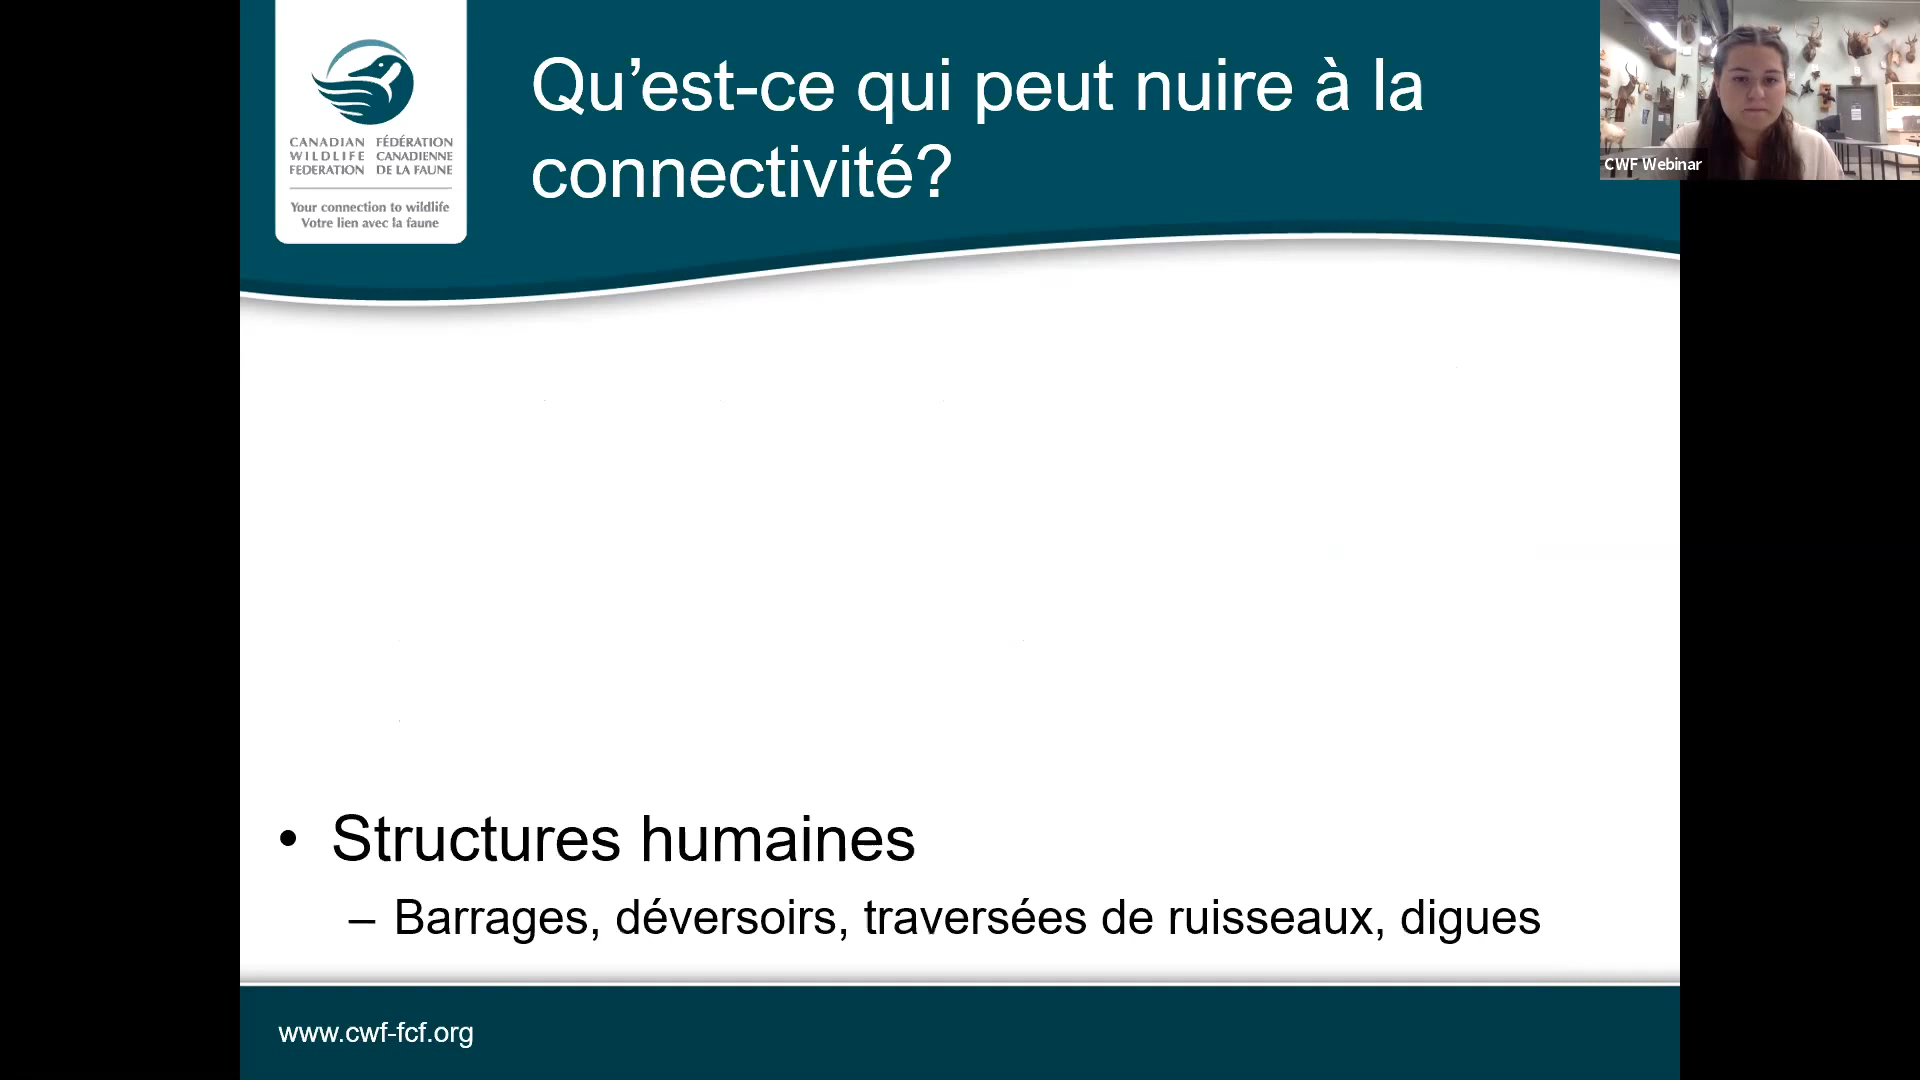 Qu’est-ce qui peut nuire à la
connectivité?
CANADIAN WILDLIFE FEDERATION
FÉDÉRATION CANADIENNE DE LA FAUNE
Your connection to wildlife
Votre lien avec la faune
CWF Webinar
• Structures humaines
– Barrages, déversoirs, traversées de ruisseaux, digues
www.cwf-fcf.org